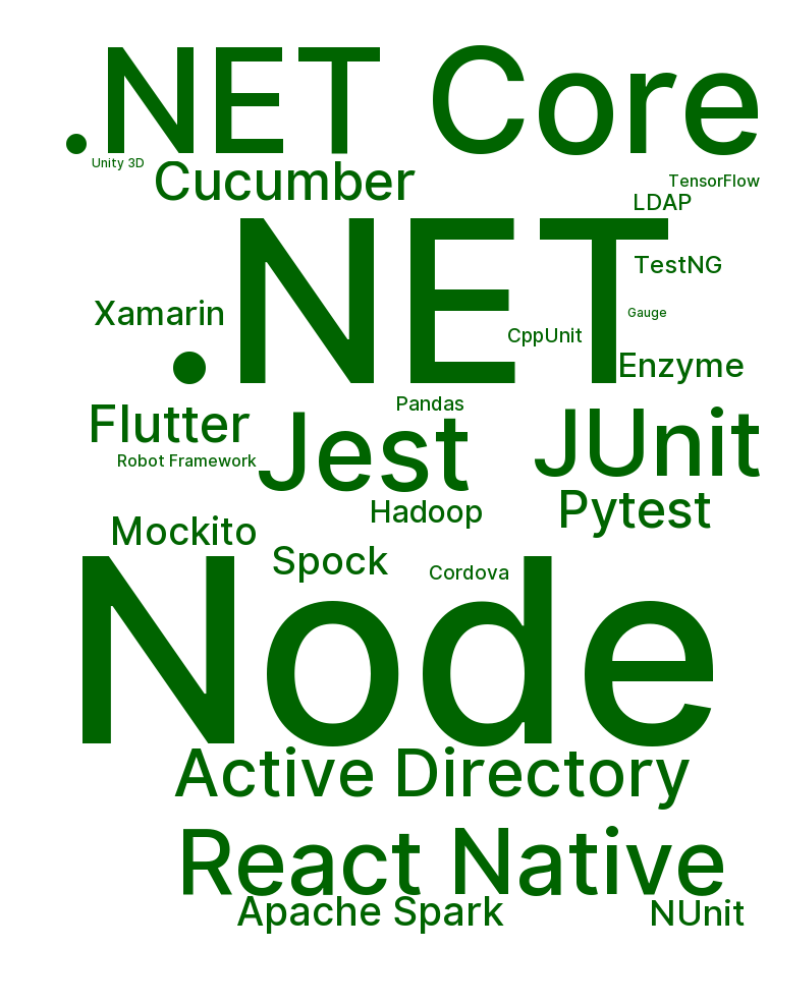 .NET Core
Unity 3D
Cucumber
TensorFlow
LDAP
.NET
TestNG
Xamarin
Gauge
CppUnit
Enzyme
Pandas
Flutter
Jest
JUnit
Robot Framework
Hadoop
Pytest
Mockito
Spock
Cordova
Node
Active Directory
React Native
Apache Spark
NUnit